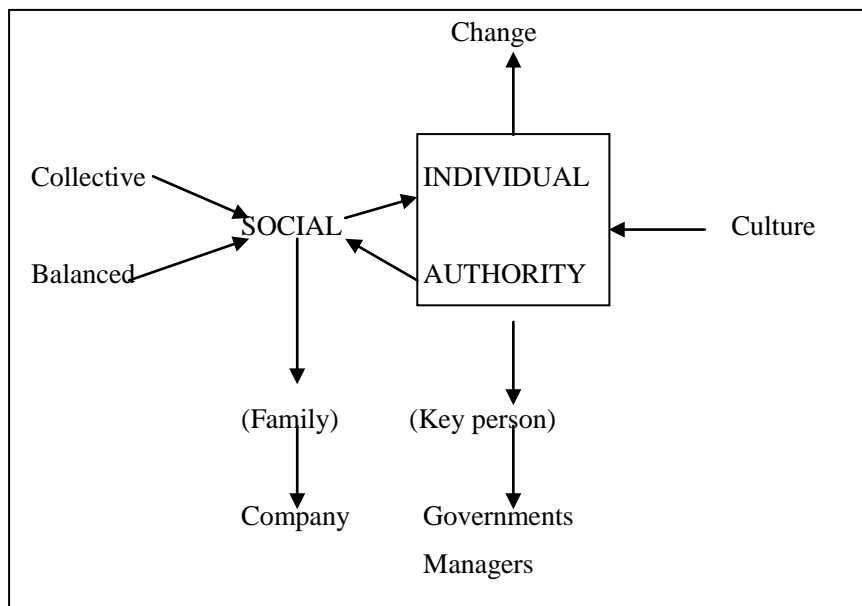 Change
Collective
INDIVIDUAL
SOCIAL
Culture
Balanced
AUTHORITY
(Family)
(Key person)
Company
Governments
Managers